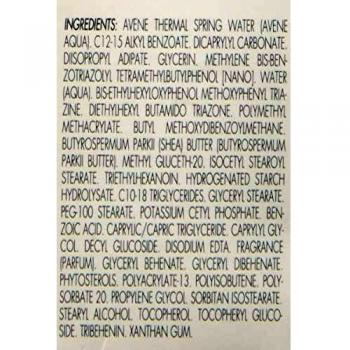 INGREDIENTS: AVENE THERMAL SPRING WATER (AVENE
AQUA). C12-15 ALKYL BENZOATE. DICAPRYLYL CARBONATE.
DIISOPROPYL ADIPATE. GLYCERIN. METHYLENE BIS-BEN-
ZOTRIAZOLYL TETRAMETHYLBUTYLPHENOL [NANO]. WATER
(AQUA). BIS-ETHYLHEXYLOXYPHENOL METHOXYPHENYL TRIA-
ZINE. DIETHYLHEXYL BUTAMIDO TRIAZONE. POLYMETHYL
METHACRYLATE. BUTYL METHOXYDIBENZOYLMETHANE.
BUTYROSPERMUM PARKII (SHEA) BUTTER (BUTYROSPERMUM
PARKII BUTTER). METHYL GLUCETH-20. ISOCETYL STEAROYL
STEARATE. TRIETHYLHEXANOIN. HYDROGENATED STARCH
HYDROLYSATE. C10-18 TRIGLYCERIDES. GLYCERYL STEARATE.
PEG-100 STEARATE. POTASSIUM CETYL PHOSPHATE. BEN-
ZOIC ACID. CAPRYLIC/CAPRIC TRIGLYCERIDE. CAPRYLYL GLY-
COL. DECYL GLUCOSIDE. DISODIUM EDTA. FRAGRANCE
(PARFUM). GLYCERYL BEHENATE. GLYCERYL DIBEHENATE.
PHYTOSTEROLS. POLYACRYLATE-13. POLYISOBUTENE. POLY-
SORBATE 20. PROPYLENE GLYCOL. SORBITAN ISOSTEARATE.
STEARYL ALCOHOL. TOCOPHEROL. TOCOPHERYL GLUCO-
SIDE. TRIBEHENIN. XANTHAN GUM.